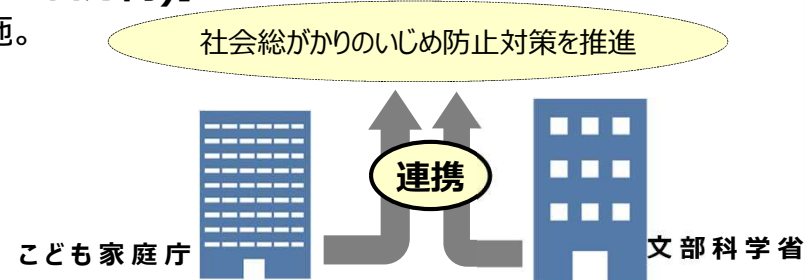 施。
社会総がかりのいじめ防止対策を推進
連携
こども家庭庁
文部科学省